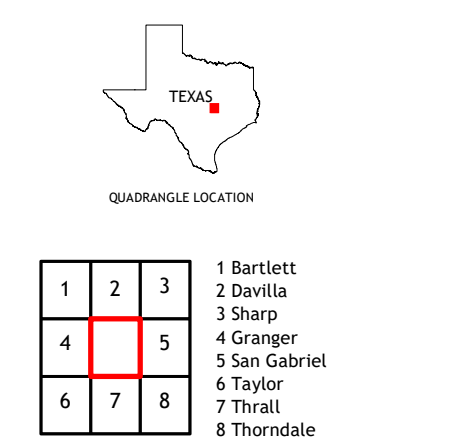 TEXAS
QUADRANGLE LOCATION
1 2 3
4 5
6 7 8
1 Bartlett
2 Davilla
3 Sharp
4 Granger
5 San Gabriel
6 Taylor
7 Thrall
8 Thorndale